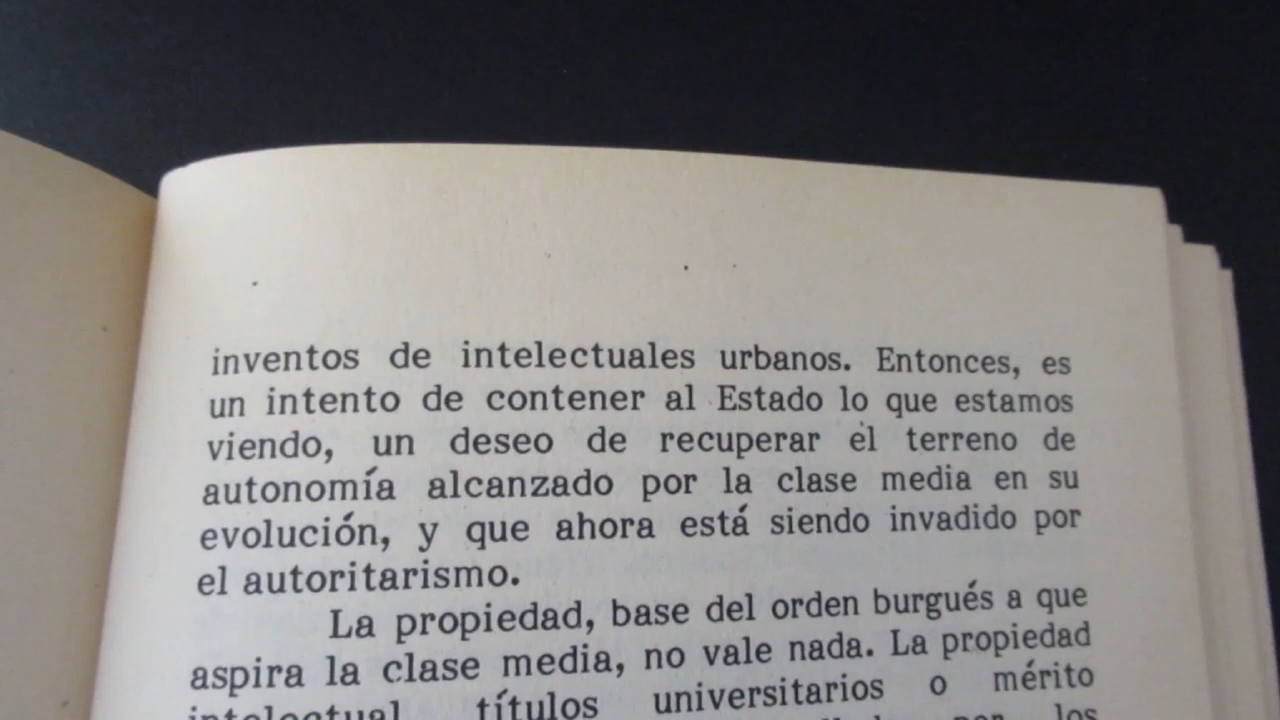 inventos de intelectuales urbanos. Entonces, es
un intento de contener al Estado lo que estamos
viendo, un deseo de recuperar el terreno de
autonomía alcanzado por la clase media en su
evolución, y que ahora está siendo invadido por
el autoritarismo.
La propiedad, base del orden burgués a que
aspira la clase media, no vale nada. La propiedad
intelectual títulos universitarios o mérito
por los